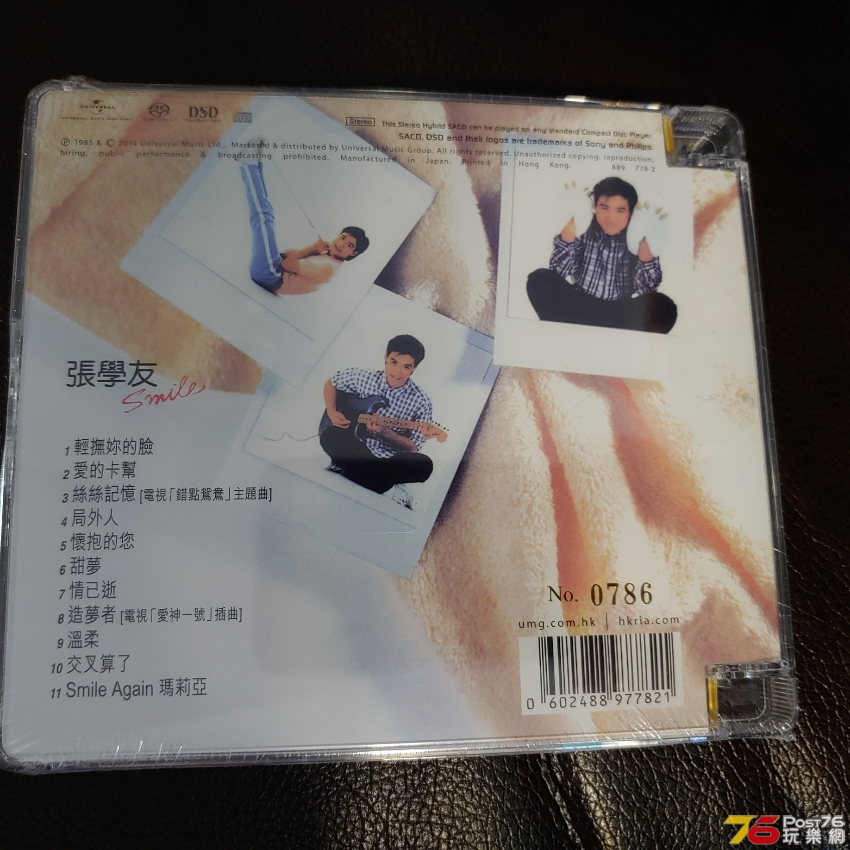 UNIVERSAL
DSD
Stereo This Stereo Hybrid SACD can be played on any standard Compact Disc Player.
SACD, DSD and their logos are trademarks of Sony and Philips.
℗ 1985 & © 2014 Universal Music Ltd., Marketed & distributed by Universal Music Group. All rights reserved. Unauthorized copying, reproduction,
hiring, public performance & broadcasting prohibited. Manufactured in Japan. Printed in Hong Kong. 889 778-2
張學友
Smile
1 輕撫妳的臉
2 愛的卡幫
3 絲絲記憶 [電視「錯點鴛鴦」主題曲]
4 局外人
5 懷抱的您
6 甜夢
7 情已逝
8 造夢者 [電視「愛神一號」插曲]
9 溫柔
10 交叉算了
11 Smile Again 瑪莉亞
No. 0786
umg.com.hk | hkria.com
0 602488 977821
76 Post76
玩樂網